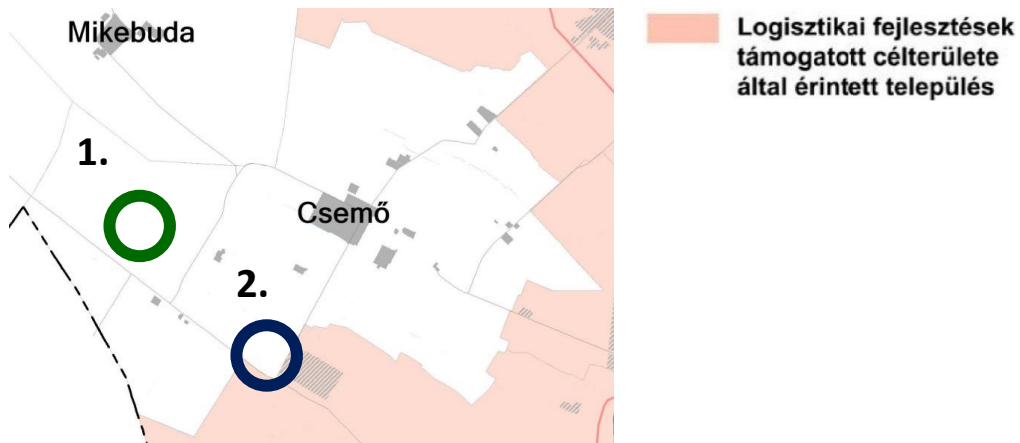 Mikebuda
1.
Csemő
2.
Logisztikai fejlesztések
támogatott célterülete
által érintett település